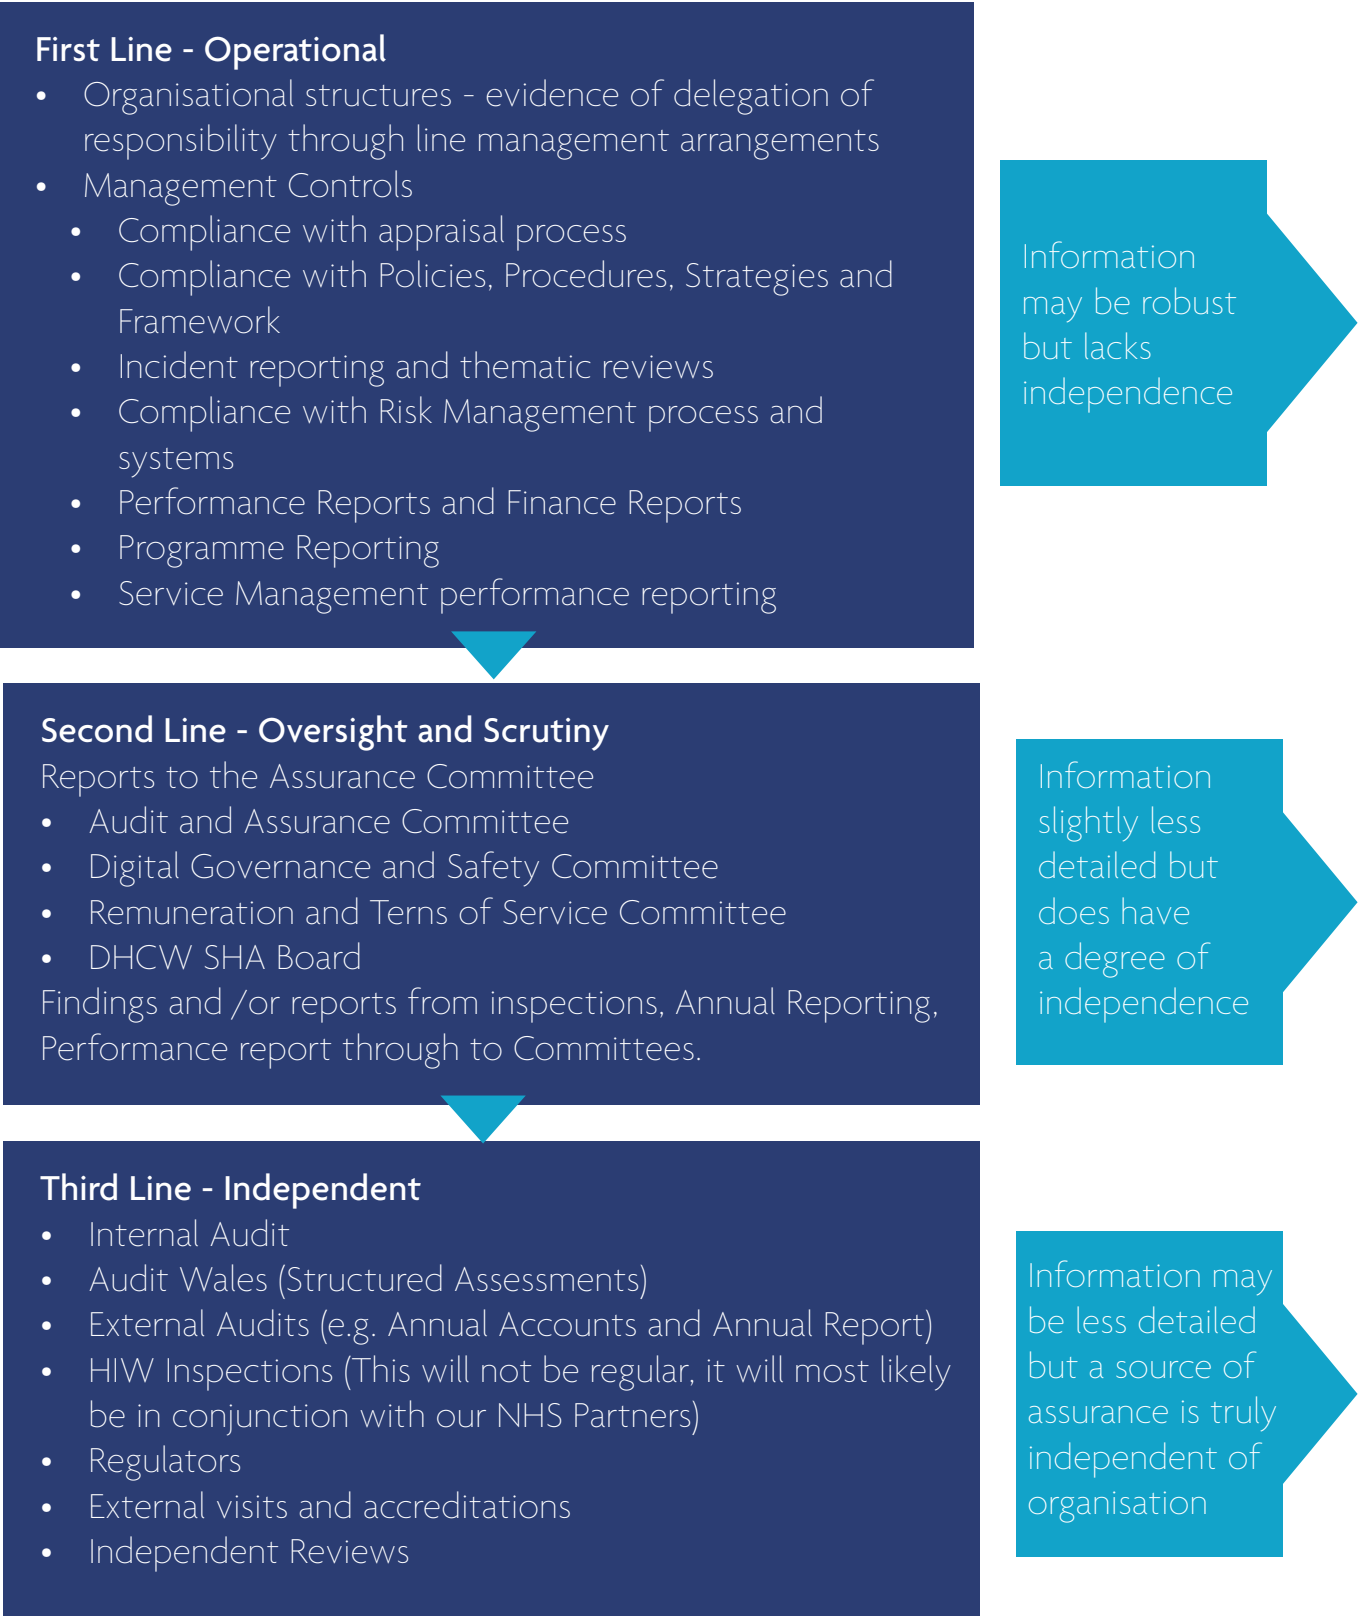 First Line - Operational
• Organisational structures - evidence of delegation of
responsibility through line management arrangements
• Management Controls
• Compliance with appraisal process
• Compliance with Policies, Procedures, Strategies and
Framework
• Incident reporting and thematic reviews
• Compliance with Risk Management process and
systems
• Performance Reports and Finance Reports
• Programme Reporting
• Service Management performance reporting
Information
may be robust
but lacks
independence
Second Line - Oversight and Scrutiny
Reports to the Assurance Committee
• Audit and Assurance Committee
• Digital Governance and Safety Committee
• Remuneration and Terns of Service Committee
• DHCW SHA Board
Findings and /or reports from inspections, Annual Reporting,
Performance report through to Committees.
Information
slightly less
detailed but
does have
a degree of
independence
Third Line - Independent
• Internal Audit
• Audit Wales (Structured Assessments)
• External Audits (e.g. Annual Accounts and Annual Report)
• HIW Inspections (This will not be regular, it will most likely
be in conjunction with our NHS Partners)
• Regulators
• External visits and accreditations
• Independent Reviews
Information may
be less detailed
but a source of
assurance is truly
independent of
organisation